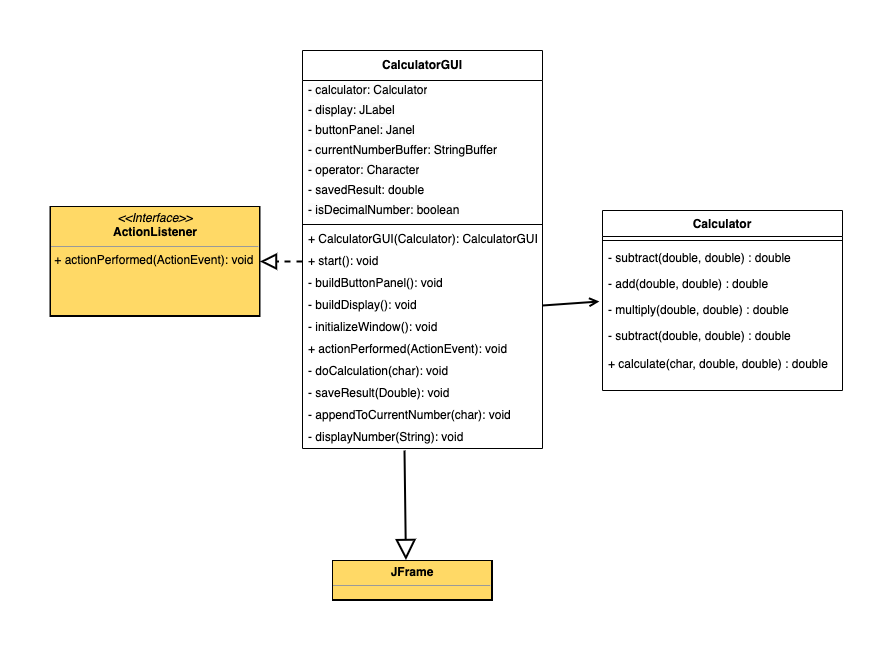 CalculatorGUI
- calculator: Calculator
- display: JLabel
- buttonPanel: Janel
- currentNumberBuffer: StringBuffer
- operator: Character
- savedResult: double
- isDecimalNumber: boolean
+ CalculatorGUI(Calculator): CalculatorGUI
+ start(): void
- buildButtonPanel(): void
- buildDisplay(): void
- initializeWindow(): void
+ actionPerformed(ActionEvent): void
- doCalculation(char): void
- saveResult(Double): void
- appendToCurrentNumber(char): void
- displayNumber(String): void
<<Interface>>
ActionListener
+ actionPerformed(ActionEvent): void
Calculator
- subtract(double, double) : double
- add(double, double) : double
- multiply(double, double) : double
- subtract(double, double) : double
+ calculate(char, double, double) : double
JFrame